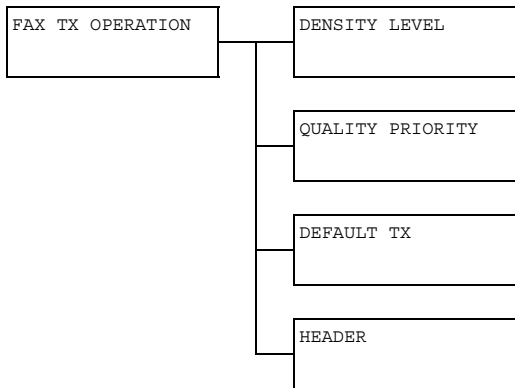 FAX TX OPERATION
DENSITY LEVEL
QUALITY PRIORITY
DEFAULT TX
HEADER